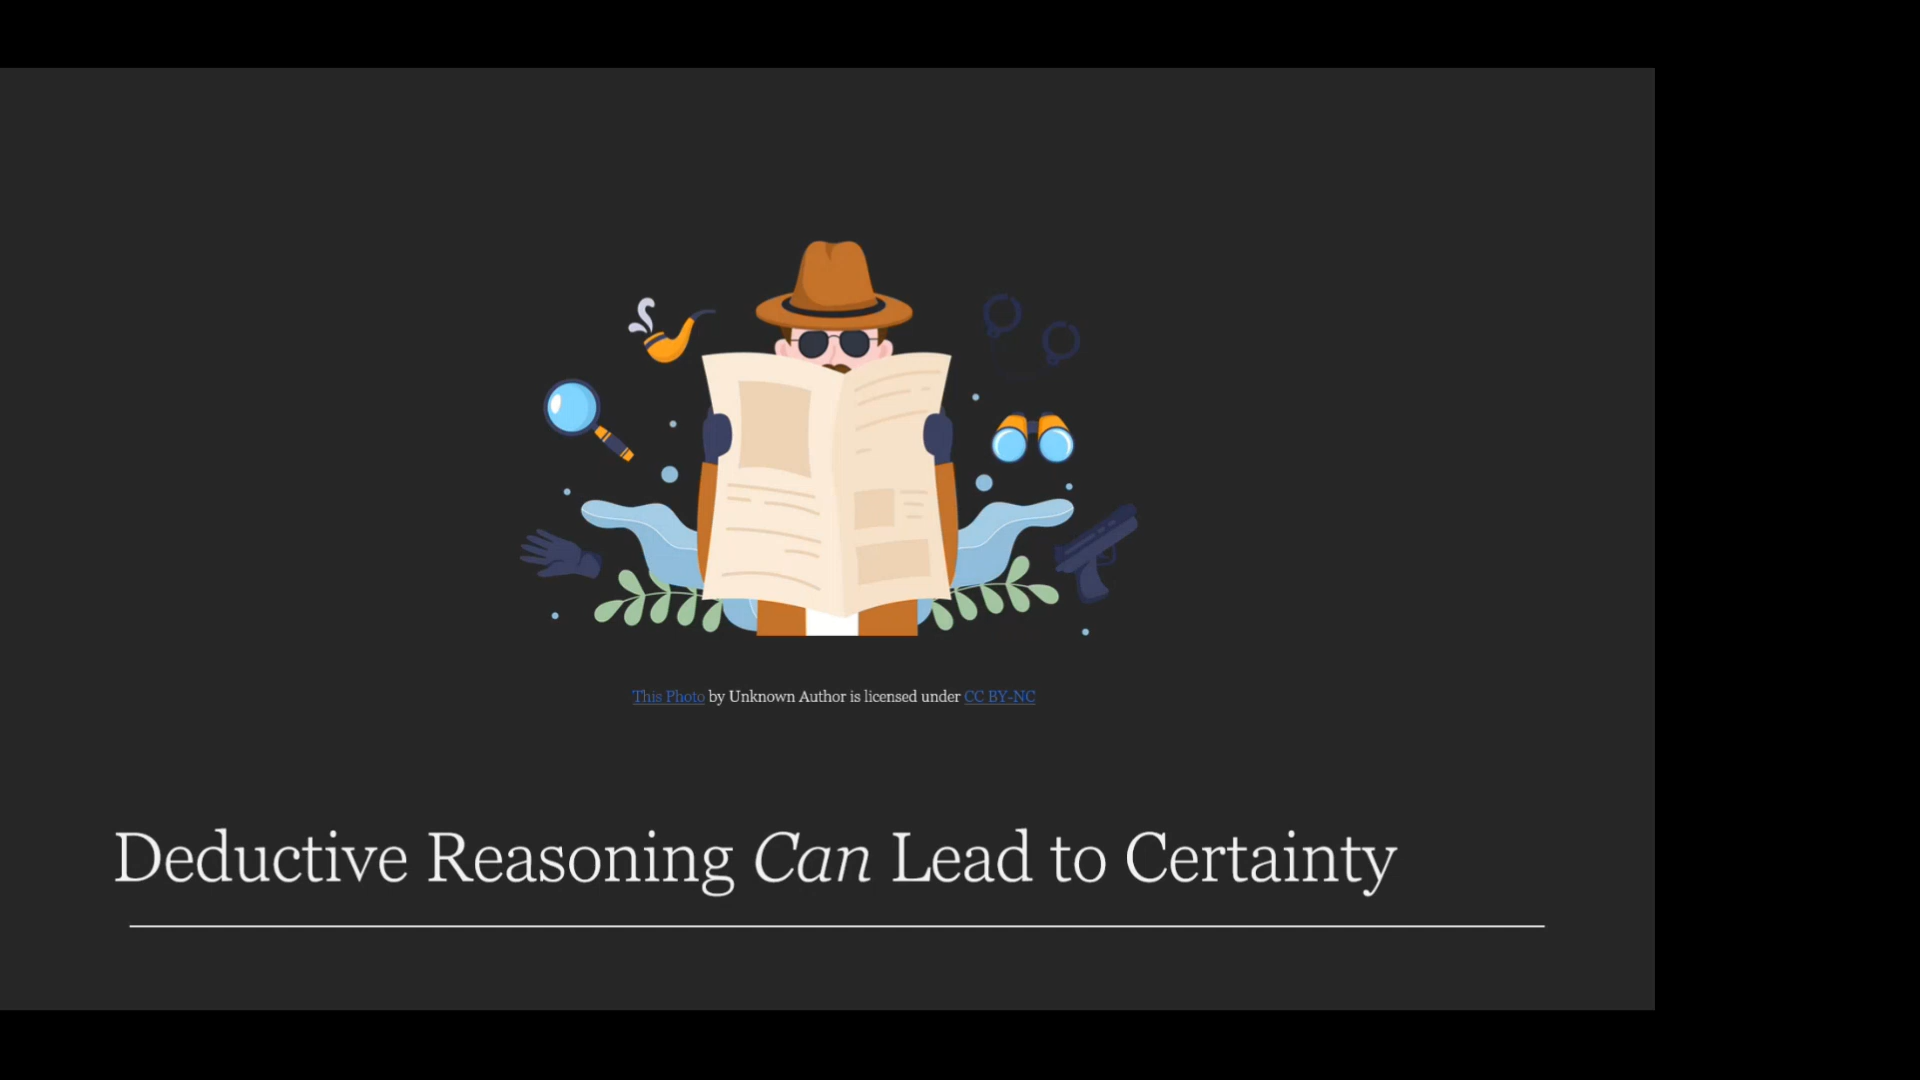 This Photo by Unknown Author is licensed under CC BY-NC
Deductive Reasoning Can Lead to Certainty